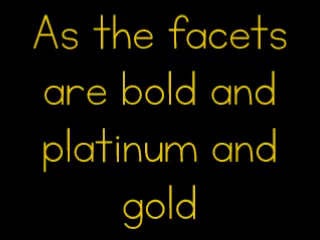 As the facets
are bold and
platinum and
gold